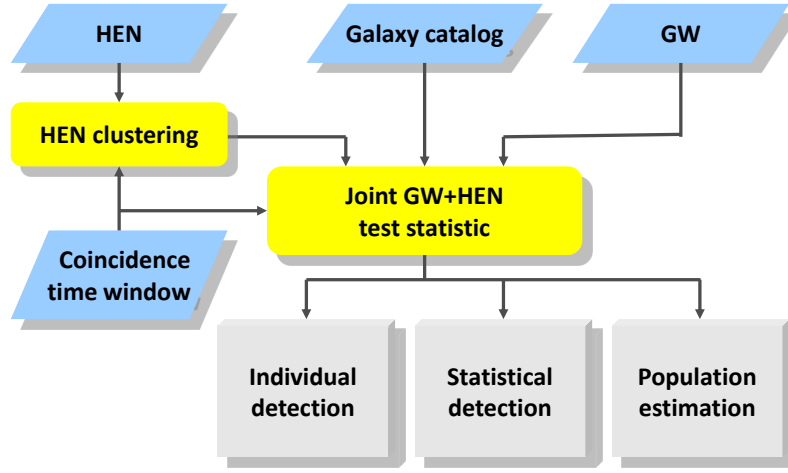 HEN
Galaxy catalog
GW
HEN clustering
Joint GW+HEN
test statistic
Coincidence
time window
Individual
detection
Statistical
detection
Population
estimation